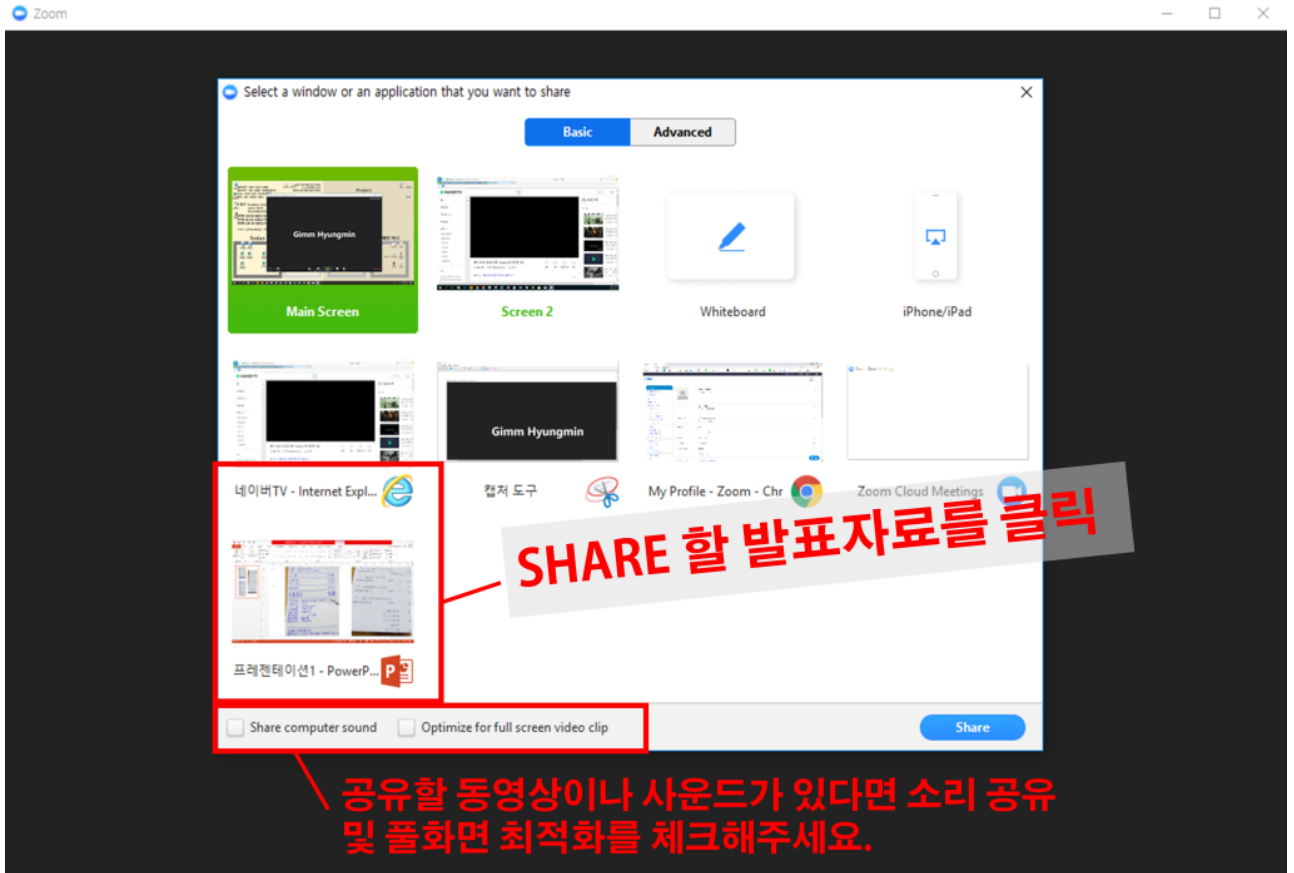 Zoom
Select a window or an application that you want to share
Basic
Advanced
Gimm Hyungmin
Main Screen
Screen 2
Whiteboard
iPhone/iPad
Gimm Hyungmin
네이버TV - Internet Expl...
캡처 도구
My Profile - Zoom - Chr
Zoom Cloud Meetings
SHARE 할 발표자료를 클릭
프레젠테이션1 - PowerP...
Share computer sound
Optimize for full screen video clip
Share
공유할 동영상이나 사운드가 있다면 소리 공유
및 풀화면 최적화를 체크해주세요.